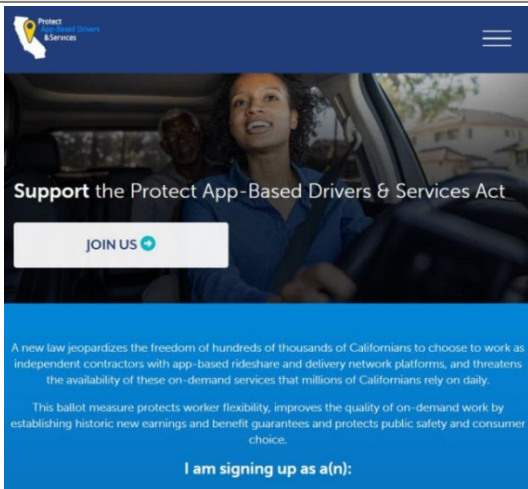 Protect
App-Based Drivers
& Services
Support the Protect App-Based Drivers & Services Act
JOIN US
A new law jeopardizes the freedom of hundreds of thousands of Californians to choose to work as
independent contractors with app-based rideshare and delivery network platforms, and threatens
the availability of these on-demand services that millions of Californians rely on daily.
This ballot measure protects worker flexibility, improves the quality of on-demand work by
establishing historic new earnings and benefit guarantees and protects public safety and consumer
choice.
I am signing up as a(n):